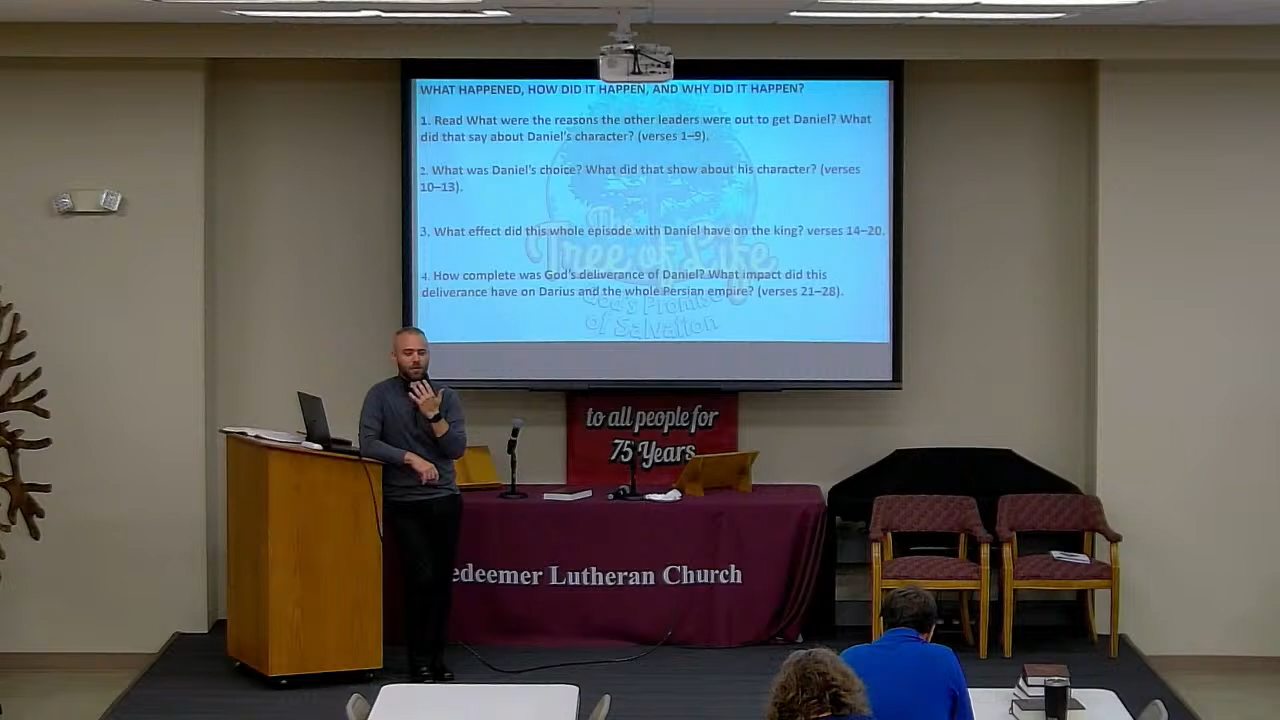 WHAT HAPPENED, HOW DID IT HAPPEN, AND WHY DID IT HAPPEN?
1. Read What were the reasons the other leaders were out to get Daniel? What
did that say about Daniel's character? (verses 1–9).
2. What was Daniel's choice? What did that show about his character? (verses
10–13).
3. What effect did this whole episode with Daniel have on the king? verses 14–20.
4. How complete was God's deliverance of Daniel? What impact did this
deliverance have on Darius and the whole Persian empire? (verses 21–28).
The
Tree of Life
God's Promise
of Salvation
to all people for
75 Years
edeemer Lutheran Church